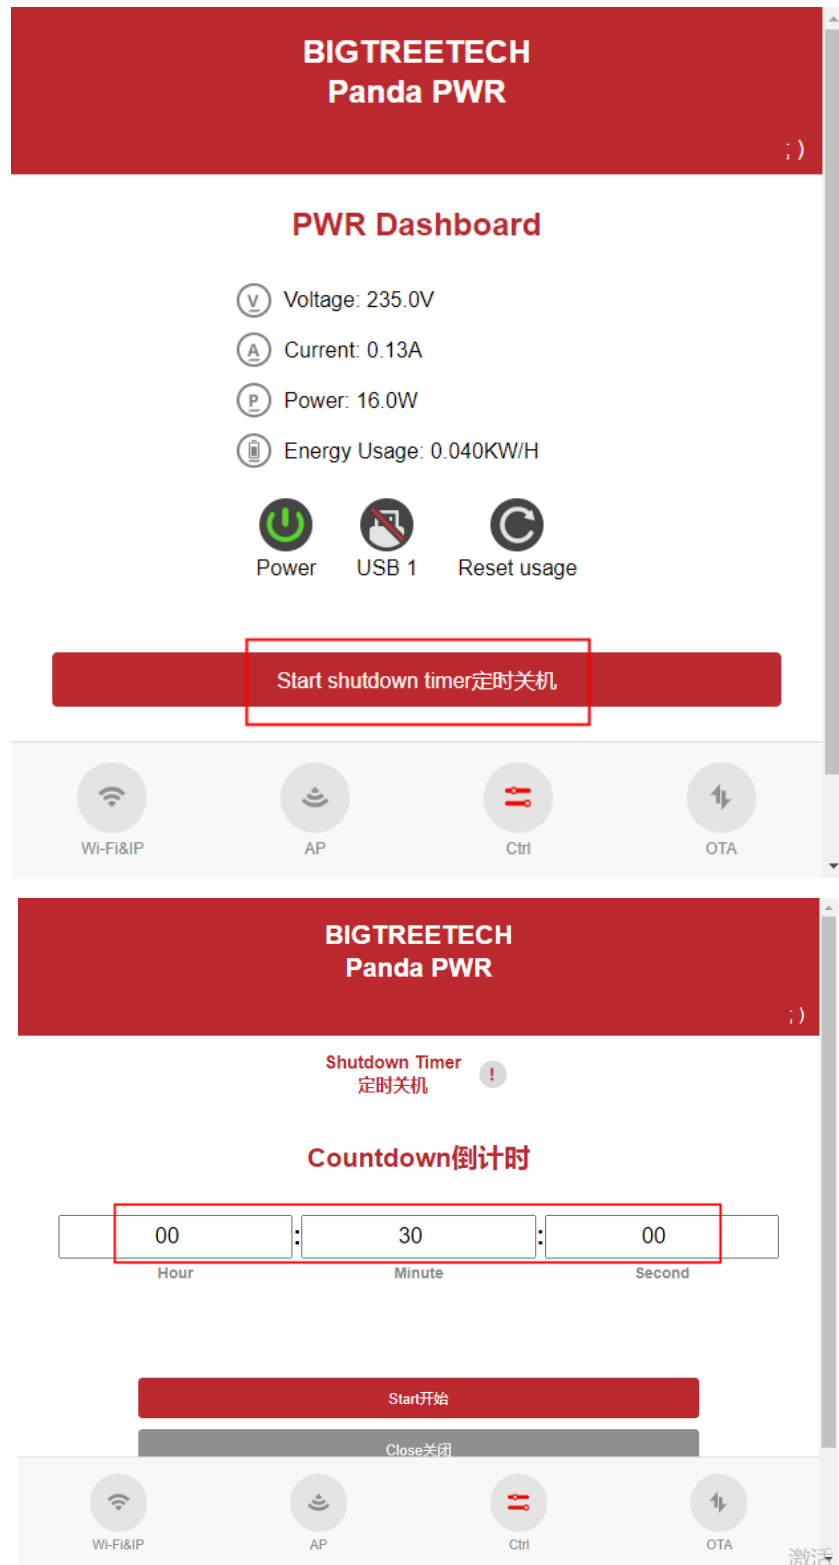 BIGTREETECH
Panda PWR
; )
PWR Dashboard
V
Voltage: 235.0V
A
Current: 0.13A
P
Power: 16.0W
Energy Usage: 0.040KW/H
Power
USB 1
Reset usage
Start shutdown timer定时关机
Wi-Fi&IP
AP
Ctrl
OTA
BIGTREETECH
Panda PWR
; )
Shutdown Timer
定时关机
!
Countdown倒计时
00 : 30 : 00
Hour Minute Second
Start开始
Close关闭
Wi-Fi&IP
AP
Ctrl
OTA
激活